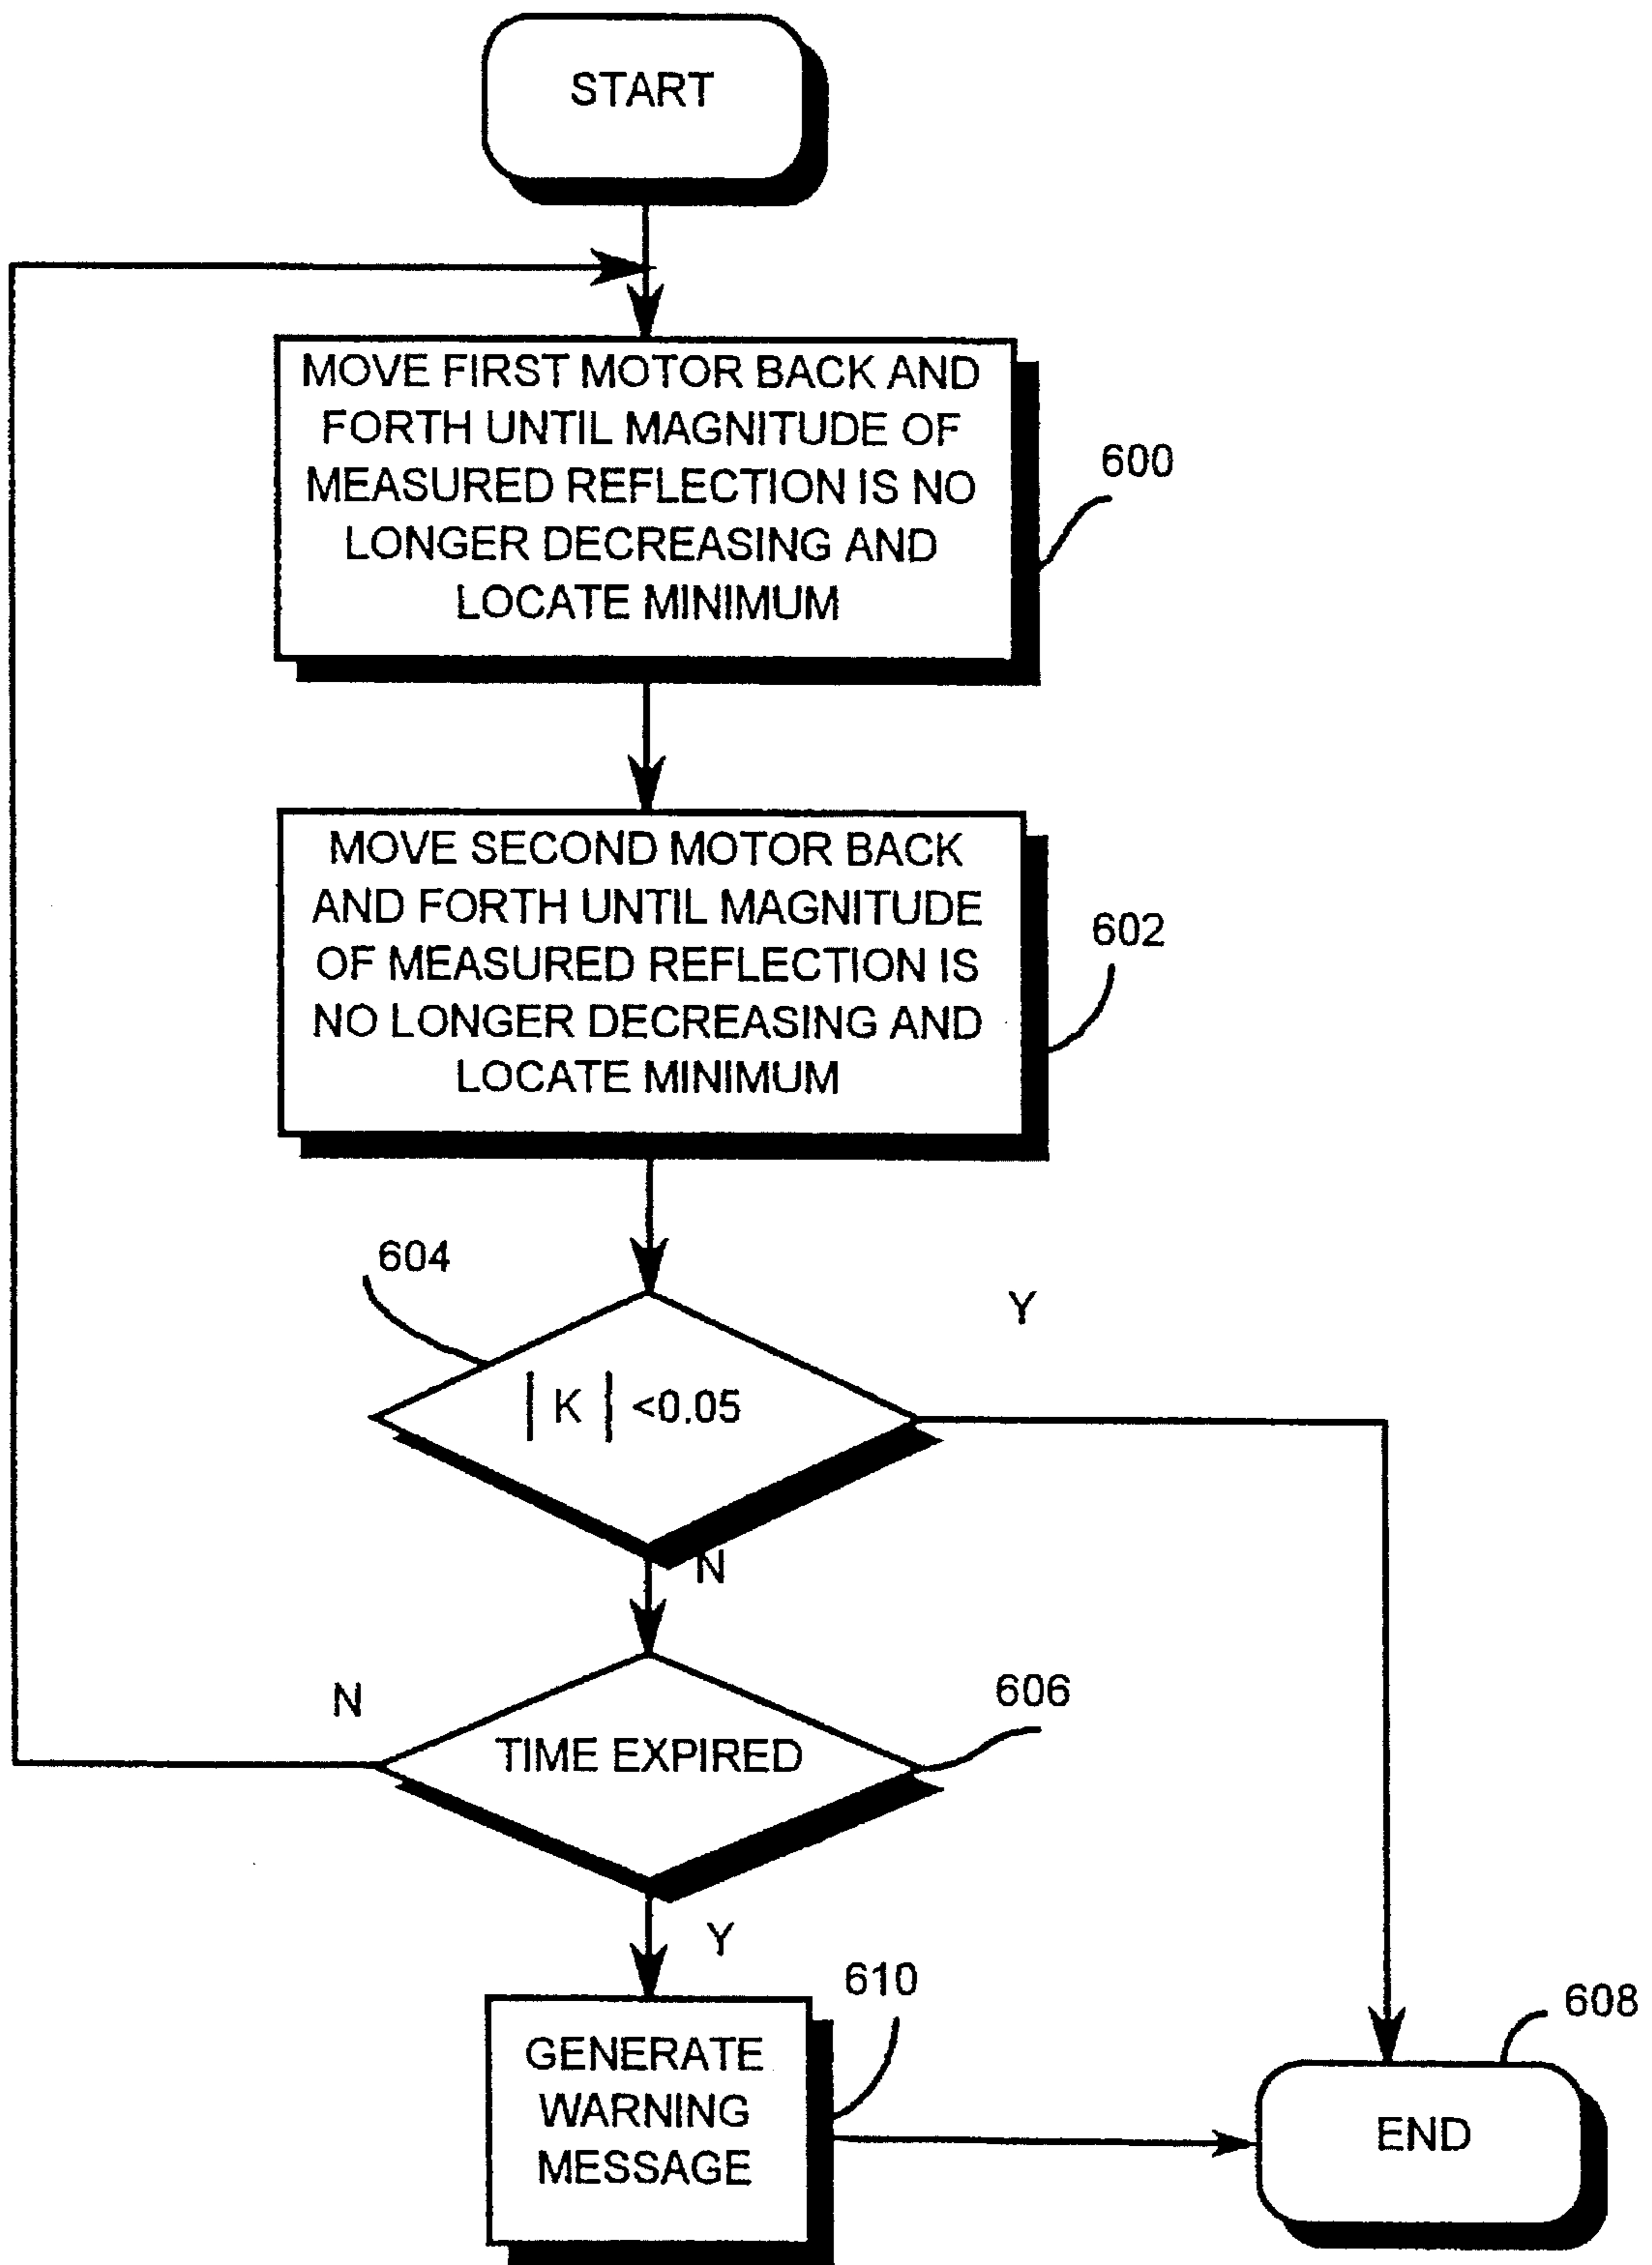 START
MOVE FIRST MOTOR BACK AND
FORTH UNTIL MAGNITUDE OF
MEASURED REFLECTION IS NO
LONGER DECREASING AND
LOCATE MINIMUM
600
MOVE SECOND MOTOR BACK
AND FORTH UNTIL MAGNITUDE
OF MEASURED REFLECTION IS
NO LONGER DECREASING AND
LOCATE MINIMUM
602
604
Y
| K | <0.05
N
N
606
TIME EXPIRED
Y
610
608
GENERATE
WARNING
MESSAGE
END